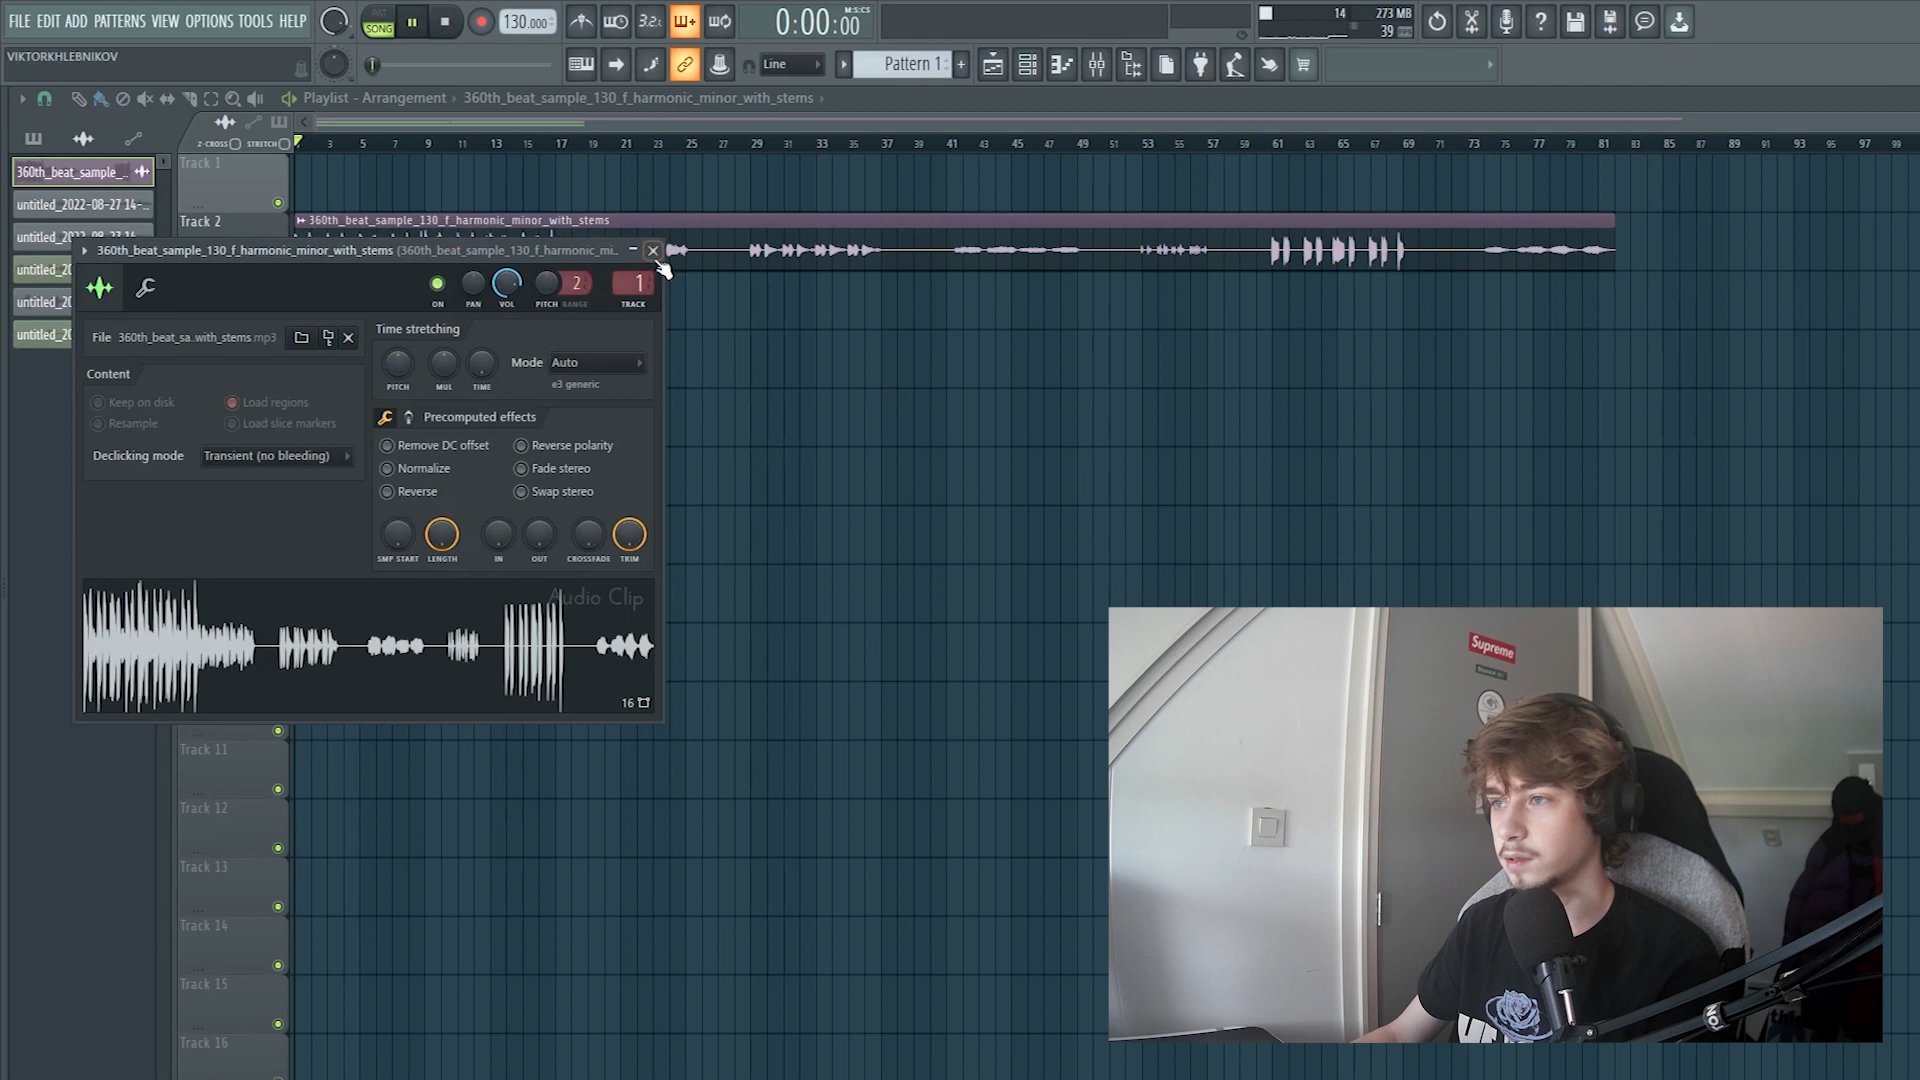 FILE EDIT ADD PATTERNS VIEW OPTIONS TOOLS HELP
PAT
SONG
130.000
3.2
0:00:00
M:S:CS
14
273 MB
39
VIKTORKHLEBNIKOV
Line
Pattern 1
Playlist - Arrangement
360th_beat_sample_130_f_harmonic_minor_with_stems
Z-CROSS
STRETCH
3 5 7 9 11 13 15 17 19 21 23 25 27 29 31 33 35 37 39 41 43 45 47 49 51 53 55 57 59 61 63 65 67 69 71 73 75 77 79 81 83 85 87 89 91 93 95 97 99
360th_beat_sample_..
Track 1
untitled_2022-08-27 14-..
Track 2
360th_beat_sample_130_f_harmonic_minor_with_stems
untitled_2022-08-27 14-
360th_beat_sample_130_f_harmonic_minor_with_stems (360th_beat_sample_130_f_harmonic_mi..
untitled_20
untitled_20
untitled_20
2
1
ON
PAN
VOL
PITCH
RANGE
TRACK
File 360th_beat_sa..with_stems.mp3
Time stretching
PITCH
MUL
TIME
Mode
Auto
e3 generic
Content
Keep on disk
Load regions
Resample
Load slice markers
Declicking mode
Transient (no bleeding)
Precomputed effects
Remove DC offset
Reverse polarity
Normalize
Fade stereo
Reverse
Swap stereo
SMP START
LENGTH
IN
OUT
CROSSFADE
TRIM
Audio Clip
16
Track 11
Track 12
Track 13
Track 14
Track 15
Track 16
Supreme